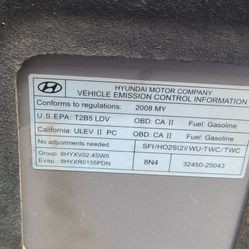 HYUNDAI MOTOR COMPANY
VEHICLE EMISSION CONTROL INFORMATION
Conforms to regulations: 2008 MY
U.S.EPA: T2B5 LDV OBD: CA II Fuel: Gasoline
California: ULEV II PC OBD: CA II Fuel: Gasoline
No adjustments needed SFI/HO2S(2)/WU-TWC/TWC
Group: 8HYXV02.4SW5
Evap: 8HYXR0155PDN 8N4 32450-25043